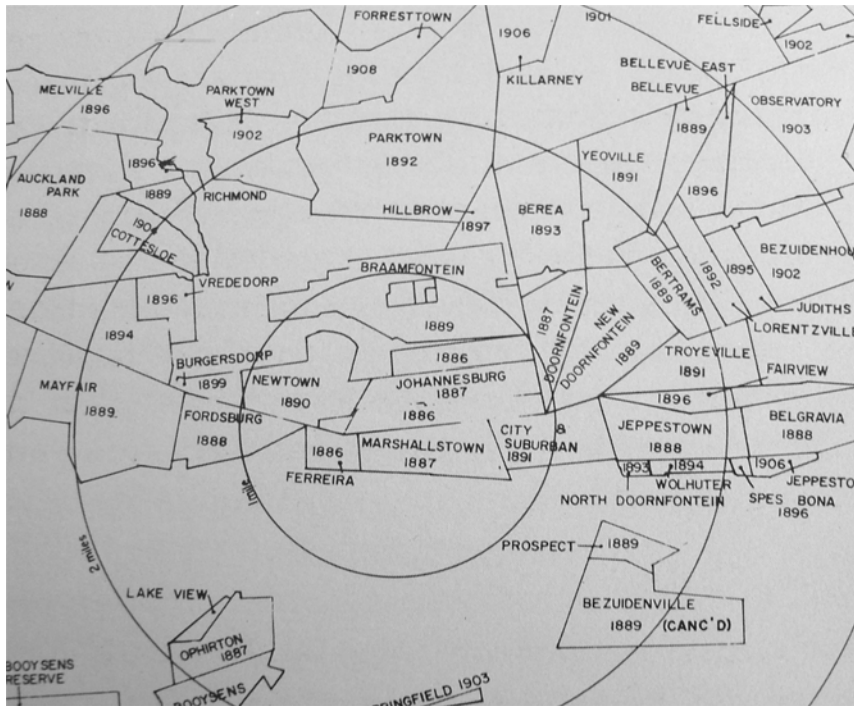 FORRESTTOWN
1908
1906
1901
KILLARNEY
FELLSIDE
1902
BELLEVUE EAST
BELLEVUE
1889
OBSERVATORY
1903
MELVILLE
1896
PARKTOWN
WEST
1902
PARKTOWN
1892
YEOVILLE
1891
1896
1896
1889
RICHMOND
AUCKLAND
PARK
1888
1904
COTTESLOE
HILLBROW
1897
BEREA
1893
BERTRAMS
1889
1892
1895
BEZUIDENHOU
1902
JUDITHS
LORENTZVILLE
VREDEDORP
1896
1894
BRAAMFONTEIN
1889
1887
DOORNFONTEIN
NEW
DOORNFONTEIN
1889
TROYEVILLE
1891
FAIRVIEW
1896
BURGERSDORP
1899
NEWTOWN
1890
1886
JOHANNESBURG
1887
1886
MAYFAIR
1889
FORDSBURG
1888
1886
FERREIRA
MARSHALLSTOWN
1887
CITY &
SUBURBAN
1891
JEPPESTOWN
1888
BELGRAVIA
1888
1893
1894
1906
WOLHUTER
NORTH DOORNFONTEIN
SPES BONA
1896
JEPPESTO
1 mile
2 miles
PROSPECT
1889
BEZUIDENVILLE
1889 (CANC'D)
LAKE VIEW
OPHIRTON
1887
BOOYSENS
OOYSENS
RESERVE
RINGFIELD 1903